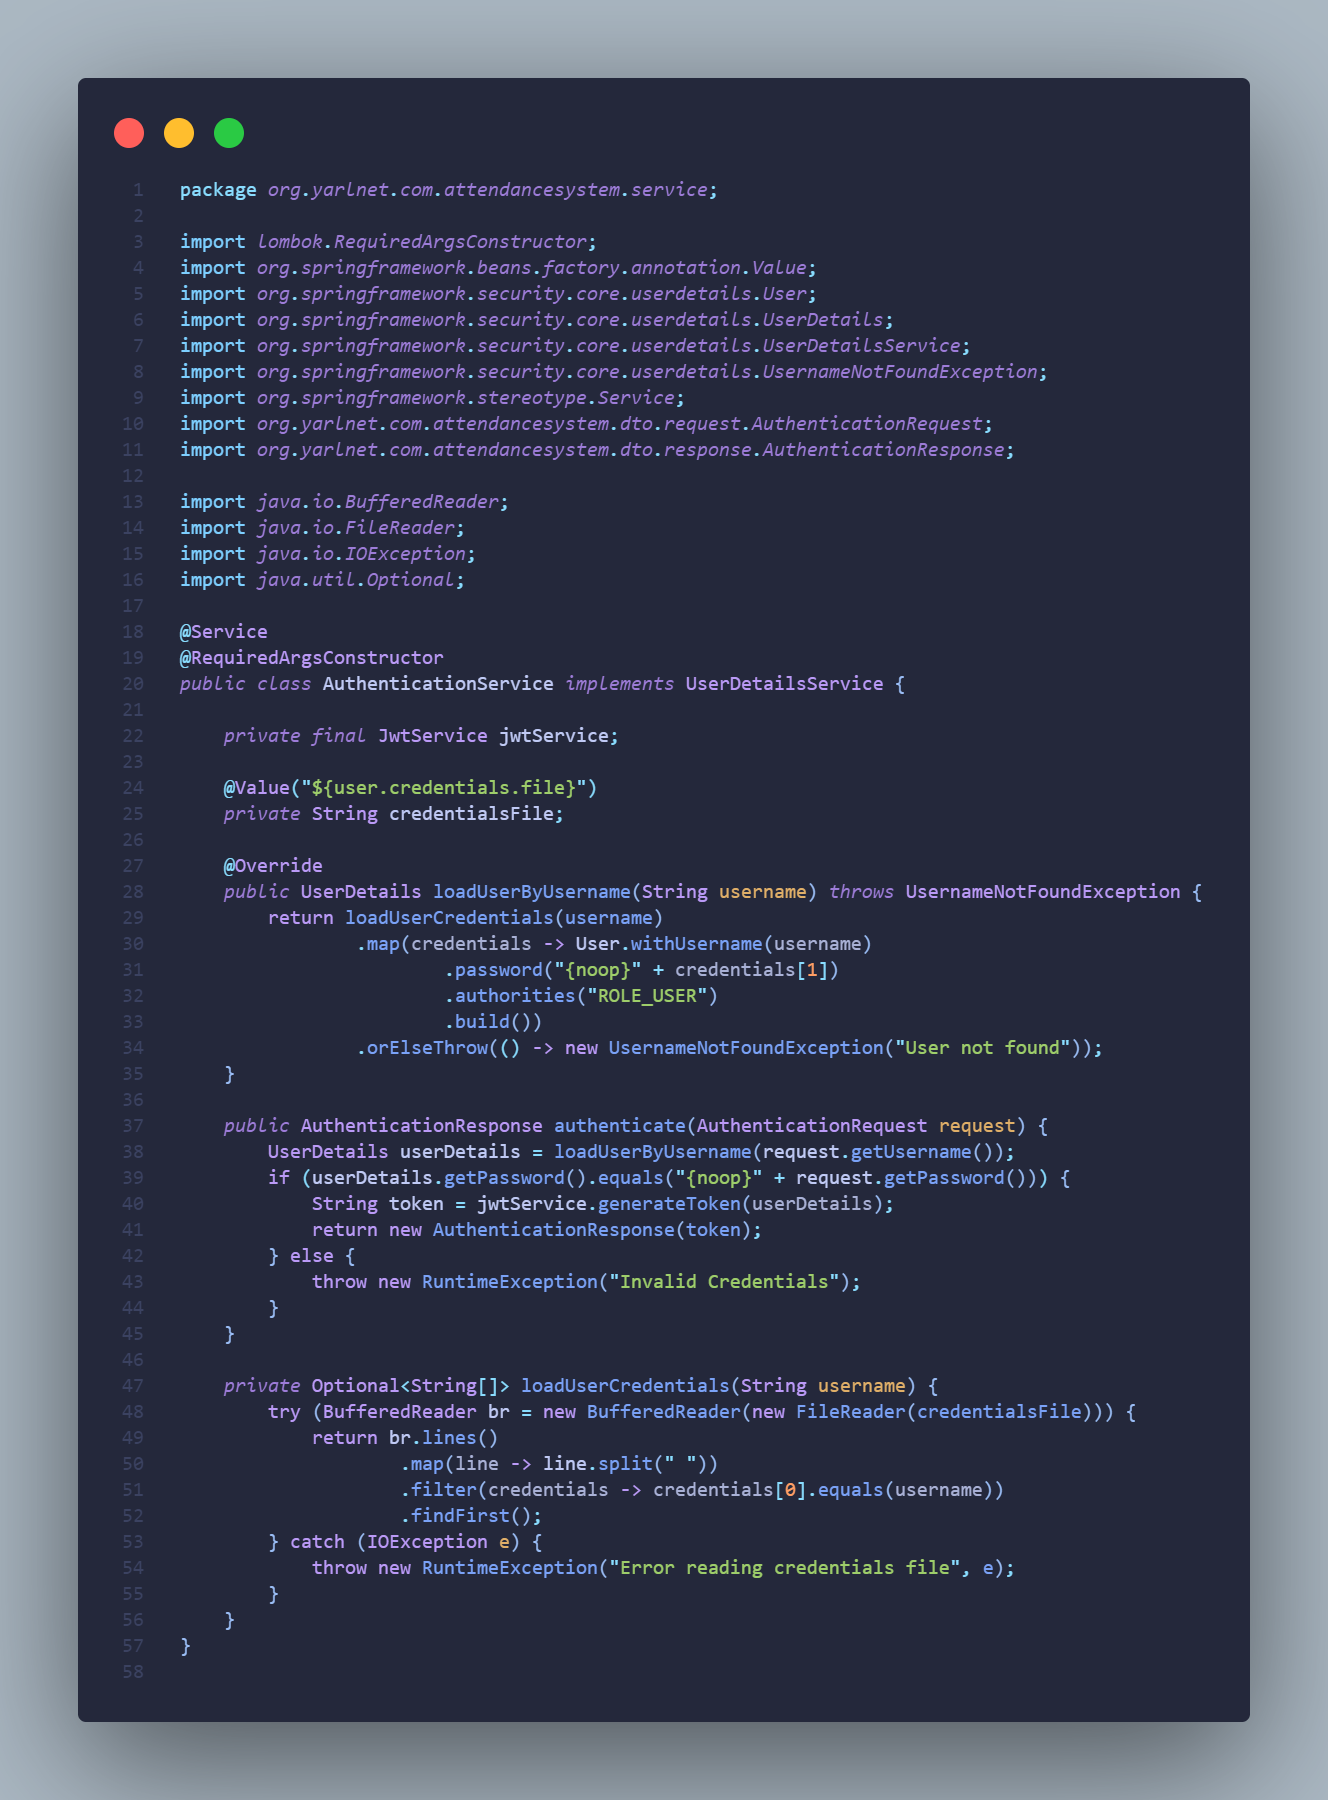 1 package org.yarlnet.com.attendancesystem.service;
2
3 import lombok.RequiredArgsConstructor;
4 import org.springframework.beans.factory.annotation.Value;
5 import org.springframework.security.core.userdetails.User;
6 import org.springframework.security.core.userdetails.UserDetails;
7 import org.springframework.security.core.userdetails.UserDetailsService;
8 import org.springframework.security.core.userdetails.UsernameNotFoundException;
9 import org.springframework.stereotype.Service;
10 import org.yarlnet.com.attendancesystem.dto.request.AuthenticationRequest;
11 import org.yarlnet.com.attendancesystem.dto.response.AuthenticationResponse;
12
13 import java.io.BufferedReader;
14 import java.io.FileReader;
15 import java.io.IOException;
16 import java.util.Optional;
17
18 @Service
19 @RequiredArgsConstructor
20 public class AuthenticationService implements UserDetailsService {
21
22     private final JwtService jwtService;
23
24     @Value("${user.credentials.file}")
25     private String credentialsFile;
26
27     @Override
28     public UserDetails loadUserByUsername(String username) throws UsernameNotFoundException {
29         return loadUserCredentials(username)
30                 .map(credentials -> User.withUsername(username)
31                         .password("{noop}" + credentials[1])
32                         .authorities("ROLE_USER")
33                         .build())
34                 .orElseThrow(() -> new UsernameNotFoundException("User not found"));
35     }
36
37     public AuthenticationResponse authenticate(AuthenticationRequest request) {
38         UserDetails userDetails = loadUserByUsername(request.getUsername());
39         if (userDetails.getPassword().equals("{noop}" + request.getPassword())) {
40             String token = jwtService.generateToken(userDetails);
41             return new AuthenticationResponse(token);
42         } else {
43             throw new RuntimeException("Invalid Credentials");
44         }
45     }
46
47     private Optional<String[]> loadUserCredentials(String username) {
48         try (BufferedReader br = new BufferedReader(new FileReader(credentialsFile))) {
49             return br.lines()
50                     .map(line -> line.split(" "))
51                     .filter(credentials -> credentials[0].equals(username))
52                     .findFirst();
53         } catch (IOException e) {
54             throw new RuntimeException("Error reading credentials file", e);
55         }
56     }
57 }
58